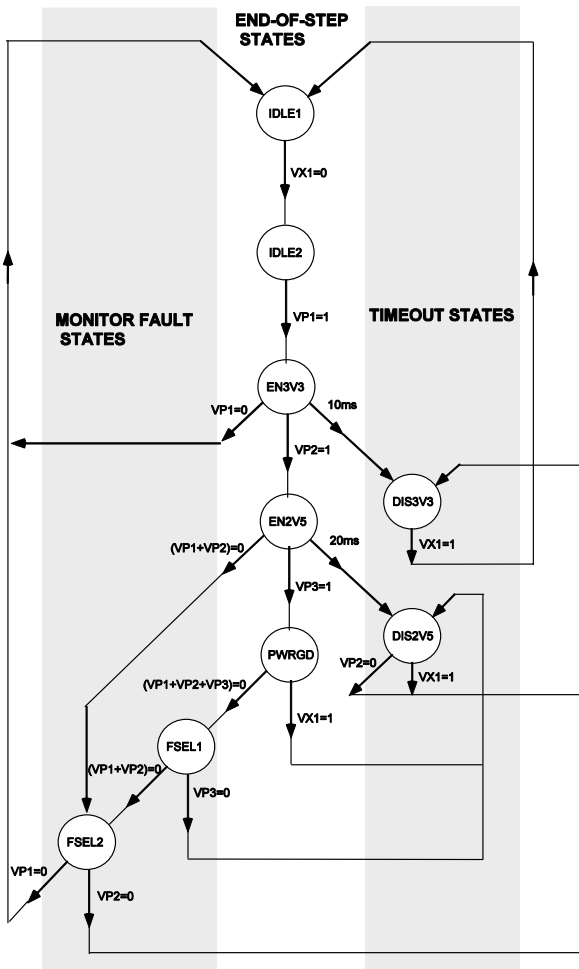 END-OF-STEP
STATES
IDLE1
VX1=0
IDLE2
MONITOR FAULT
STATES
VP1=1
TIMEOUT STATES
EN3V3
VP1=0
10ms
VP2=1
DIS3V3
EN2V5
(VP1+VP2)=0
20ms
VX1=1
VP3=1
DIS2V5
PWRGD
VP2=0
VX1=1
(VP1+VP2+VP3)=0
VX1=1
FSEL1
(VP1+VP2)=0
VP3=0
FSEL2
VP1=0
VP2=0